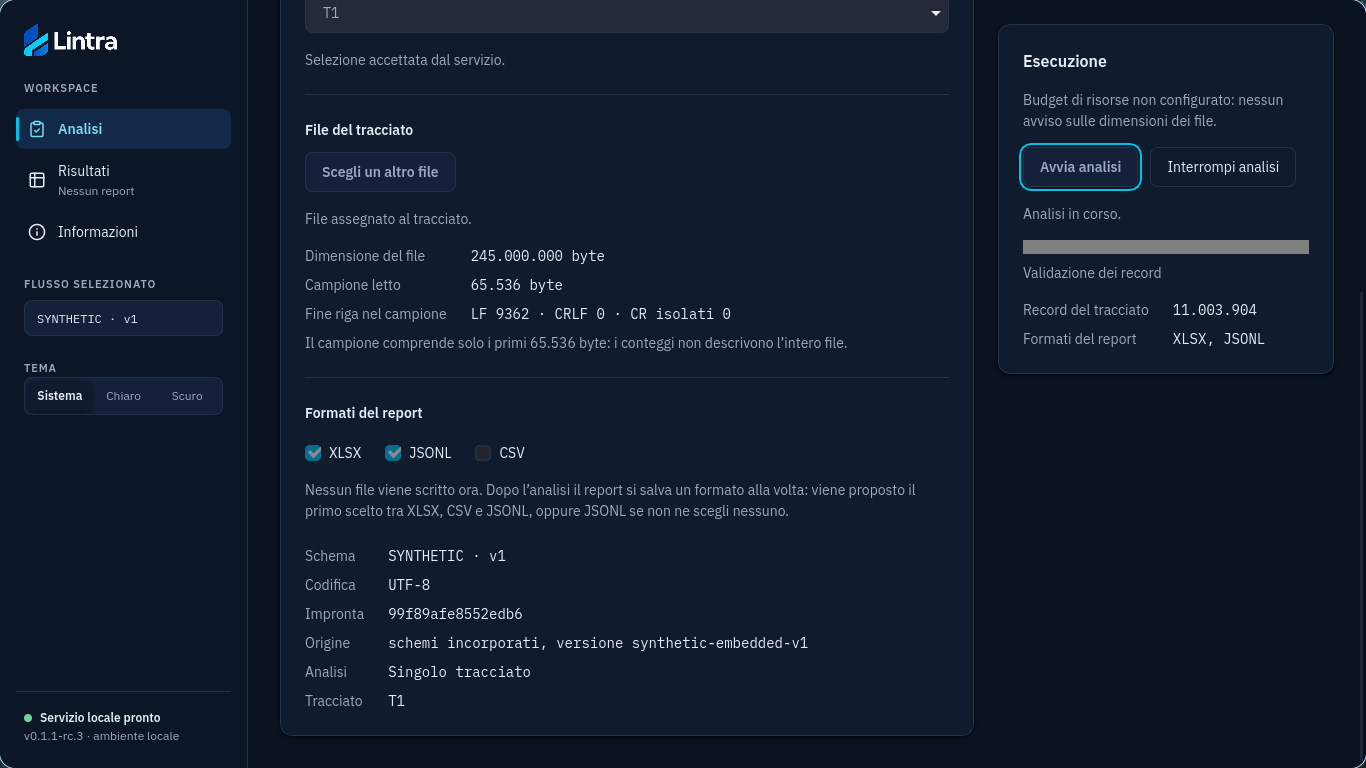 Lintra
WORKSPACE
Analisi
Risultati
Nessun report
Informazioni
FLUSSO SELEZIONATO
SYNTHETIC · v1
TEMA
Sistema
Chiaro
Scuro
Servizio locale pronto
v0.1.1-rc.3 · ambiente locale
T1
Selezione accettata dal servizio.
File del tracciato
Scegli un altro file
File assegnato al tracciato.
Dimensione del file 245.000.000 byte
Campione letto 65.536 byte
Fine riga nel campione LF 9362 · CRLF 0 · CR isolati 0
Il campione comprende solo i primi 65.536 byte: i conteggi non descrivono l’intero file.
Formati del report
XLSX JSONL CSV
Nessun file viene scritto ora. Dopo l’analisi il report si salva un formato alla volta: viene proposto il
primo scelto tra XLSX, CSV e JSONL, oppure JSONL se non ne scegli nessuno.
Schema SYNTHETIC · v1
Codifica UTF-8
Impronta 99f89afe8552edb6
Origine schemi incorporati, versione synthetic-embedded-v1
Analisi Singolo tracciato
Tracciato T1
Esecuzione
Budget di risorse non configurato: nessun
avviso sulle dimensioni dei file.
Avvia analisi
Interrompi analisi
Analisi in corso.
Validazione dei record
Record del tracciato 11.003.904
Formati del report XLSX, JSONL